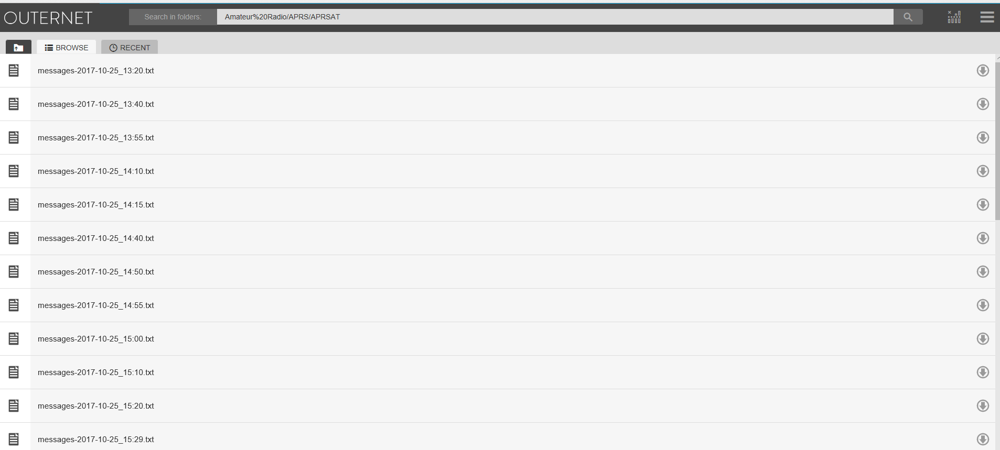 OUTERNET
Search in folders: Amateur%20Radio/APRS/APRSAT
BROWSE RECENT
messages-2017-10-25_13:20.txt
messages-2017-10-25_13:40.txt
messages-2017-10-25_13:55.txt
messages-2017-10-25_14:10.txt
messages-2017-10-25_14:15.txt
messages-2017-10-25_14:40.txt
messages-2017-10-25_14:50.txt
messages-2017-10-25_14:55.txt
messages-2017-10-25_15:00.txt
messages-2017-10-25_15:10.txt
messages-2017-10-25_15:20.txt
messages-2017-10-25_15:29.txt